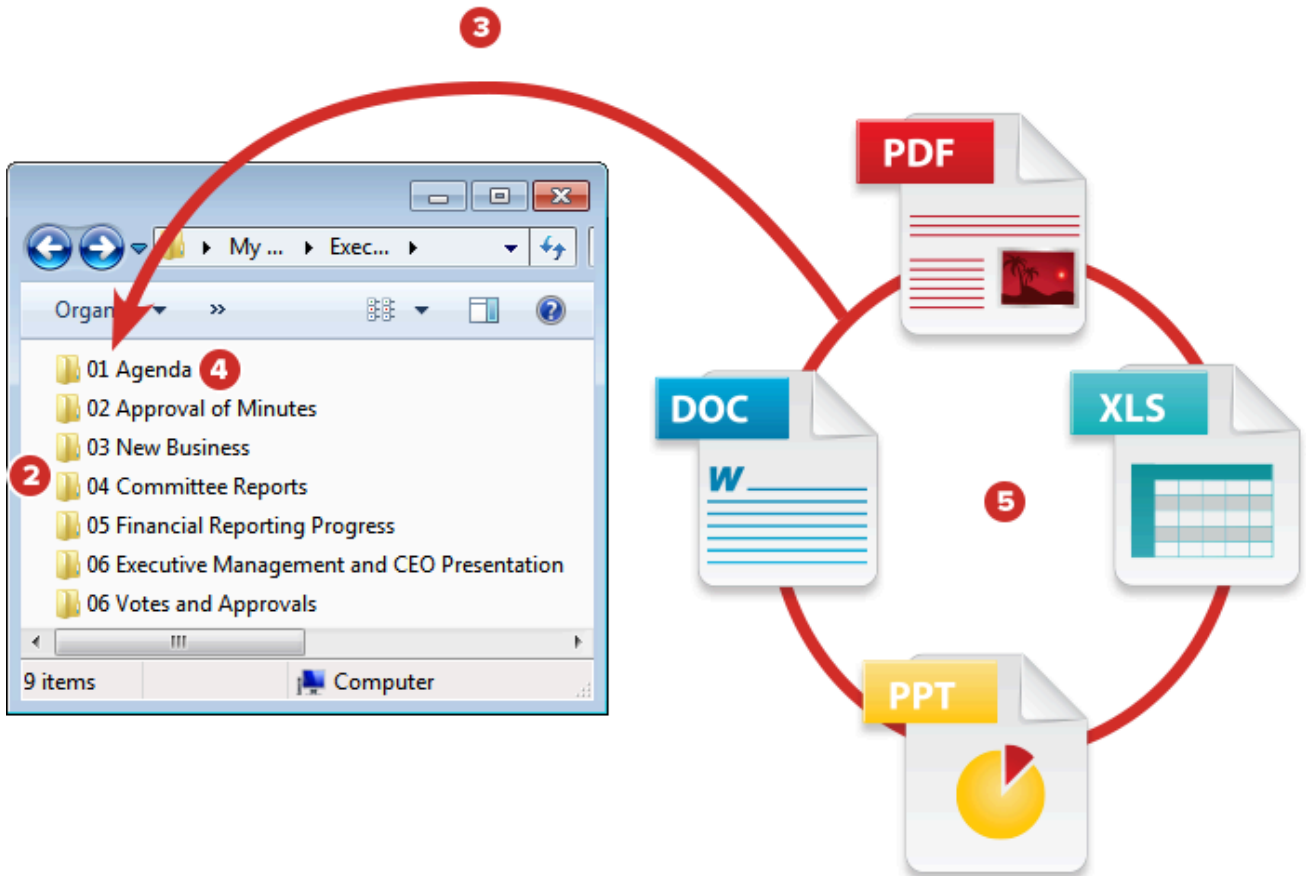 3
PDF
My ... Exec...
Organ
01 Agenda 4
DOC
XLS
02 Approval of Minutes
03 New Business
2
04 Committee Reports
W
5
05 Financial Reporting Progress
06 Executive Management and CEO Presentation
06 Votes and Approvals
9 items
Computer
PPT